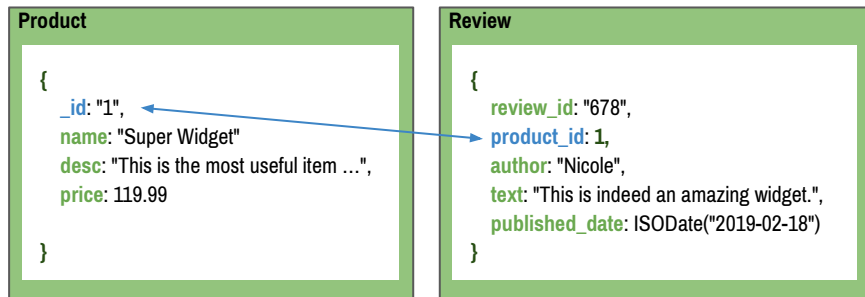 Product
{
_id: "1",
name: "Super Widget"
desc: "This is the most useful item …",
price: 119.99
}
Review
{
review_id: "678",
product_id: 1,
author: "Nicole",
text: "This is indeed an amazing widget.",
published_date: ISODate("2019-02-18")
}